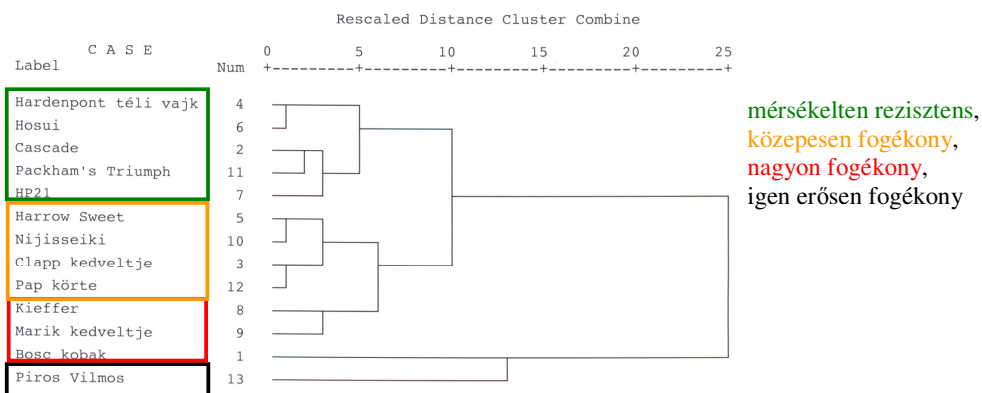 Rescaled Distance Cluster Combine
C A S E 0 5 10 15 20 25
Label Num +---------+---------+---------+---------+---------+
Hardenpont téli vajk 4
Hosui 6
Cascade 2
Packham's Triumph 11
HP21 7
Harrow Sweet 5
Nijisseiki 10
Clapp kedveltje 3
Pap körte 12
Kieffer 8
Marik kedveltje 9
Bosc kobak 1
Piros Vilmos 13
mérsékelten rezisztens,
közepesen fogékony,
nagyon fogékony,
igen erősen fogékony